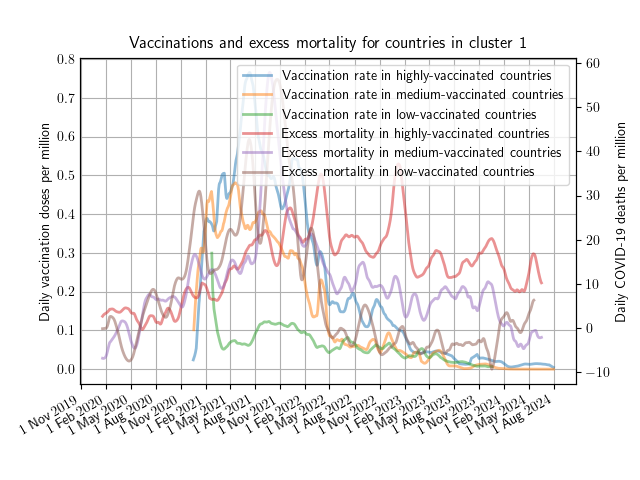 Vaccinations and excess mortality for countries in cluster 1
Vaccination rate in highly-vaccinated countries
Vaccination rate in medium-vaccinated countries
Vaccination rate in low-vaccinated countries
Excess mortality in highly-vaccinated countries
Excess mortality in medium-vaccinated countries
Excess mortality in low-vaccinated countries
Daily vaccination doses per million
0.8
0.7
0.6
0.5
0.4
0.3
0.2
0.1
0.0
Daily COVID-19 deaths per million
60
50
40
30
20
10
0
−10
1 Nov 2019
1 Feb 2020
1 May 2020
1 Aug 2020
1 Nov 2020
1 Feb 2021
1 May 2021
1 Aug 2021
1 Nov 2021
1 Feb 2022
1 May 2022
1 Aug 2022
1 Nov 2022
1 Feb 2023
1 May 2023
1 Aug 2023
1 Nov 2023
1 Feb 2024
1 May 2024
1 Aug 2024